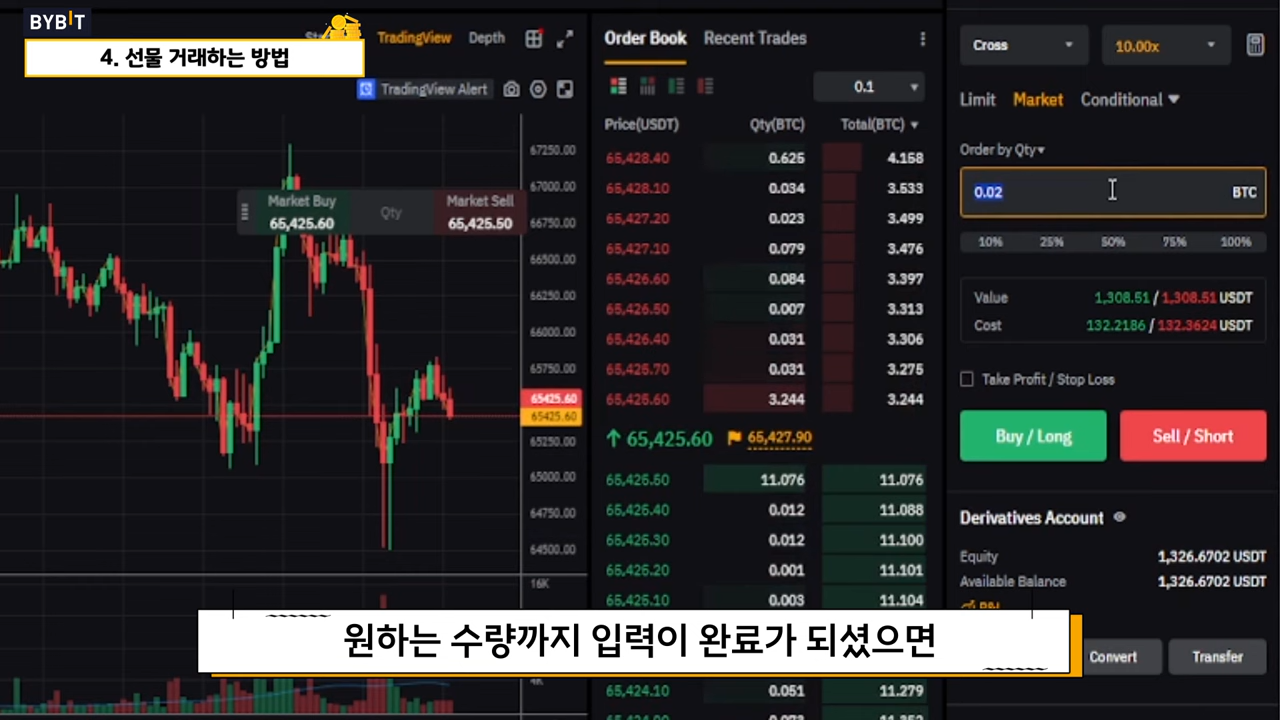 BYBIT
4. 선물 거래하는 방법
TradingView
Depth
TradingView Alert
Market Buy
65,425.60
Qty
Market Sell
65,425.50
67250.00
67000.00
66750.00
66500.00
66250.00
66000.00
65750.00
65425.60
65425.60
65250.00
65000.00
64750.00
64500.00
16K
4K
Order Book
Recent Trades
0.1
Price(USDT) Qty(BTC) Total(BTC)
65,428.40 0.625 4.158
65,428.10 0.034 3.533
65,427.20 0.023 3.499
65,427.10 0.079 3.476
65,426.60 0.084 3.397
65,426.50 0.007 3.313
65,426.40 0.031 3.306
65,425.70 0.031 3.275
65,425.60 3.244 3.244
65,425.60 65,427.90
65,425.50 11.076 11.076
65,425.40 0.012 11.088
65,425.30 0.012 11.100
65,425.20 0.001 11.101
65,425.10 0.003 11.104
65,424.10 0.051 11.279
Cross
10.00x
Limit Market Conditional
Order by Qty
0.02 BTC
10% 25% 50% 75% 100%
Value 1,308.51 / 1,308.51 USDT
Cost 132.2186 / 132.3624 USDT
Take Profit / Stop Loss
Buy / Long
Sell / Short
Derivatives Account
Equity 1,326.6702 USDT
Available Balance 1,326.6702 USDT
Convert
Transfer
원하는 수량까지 입력이 완료가 되셨으면